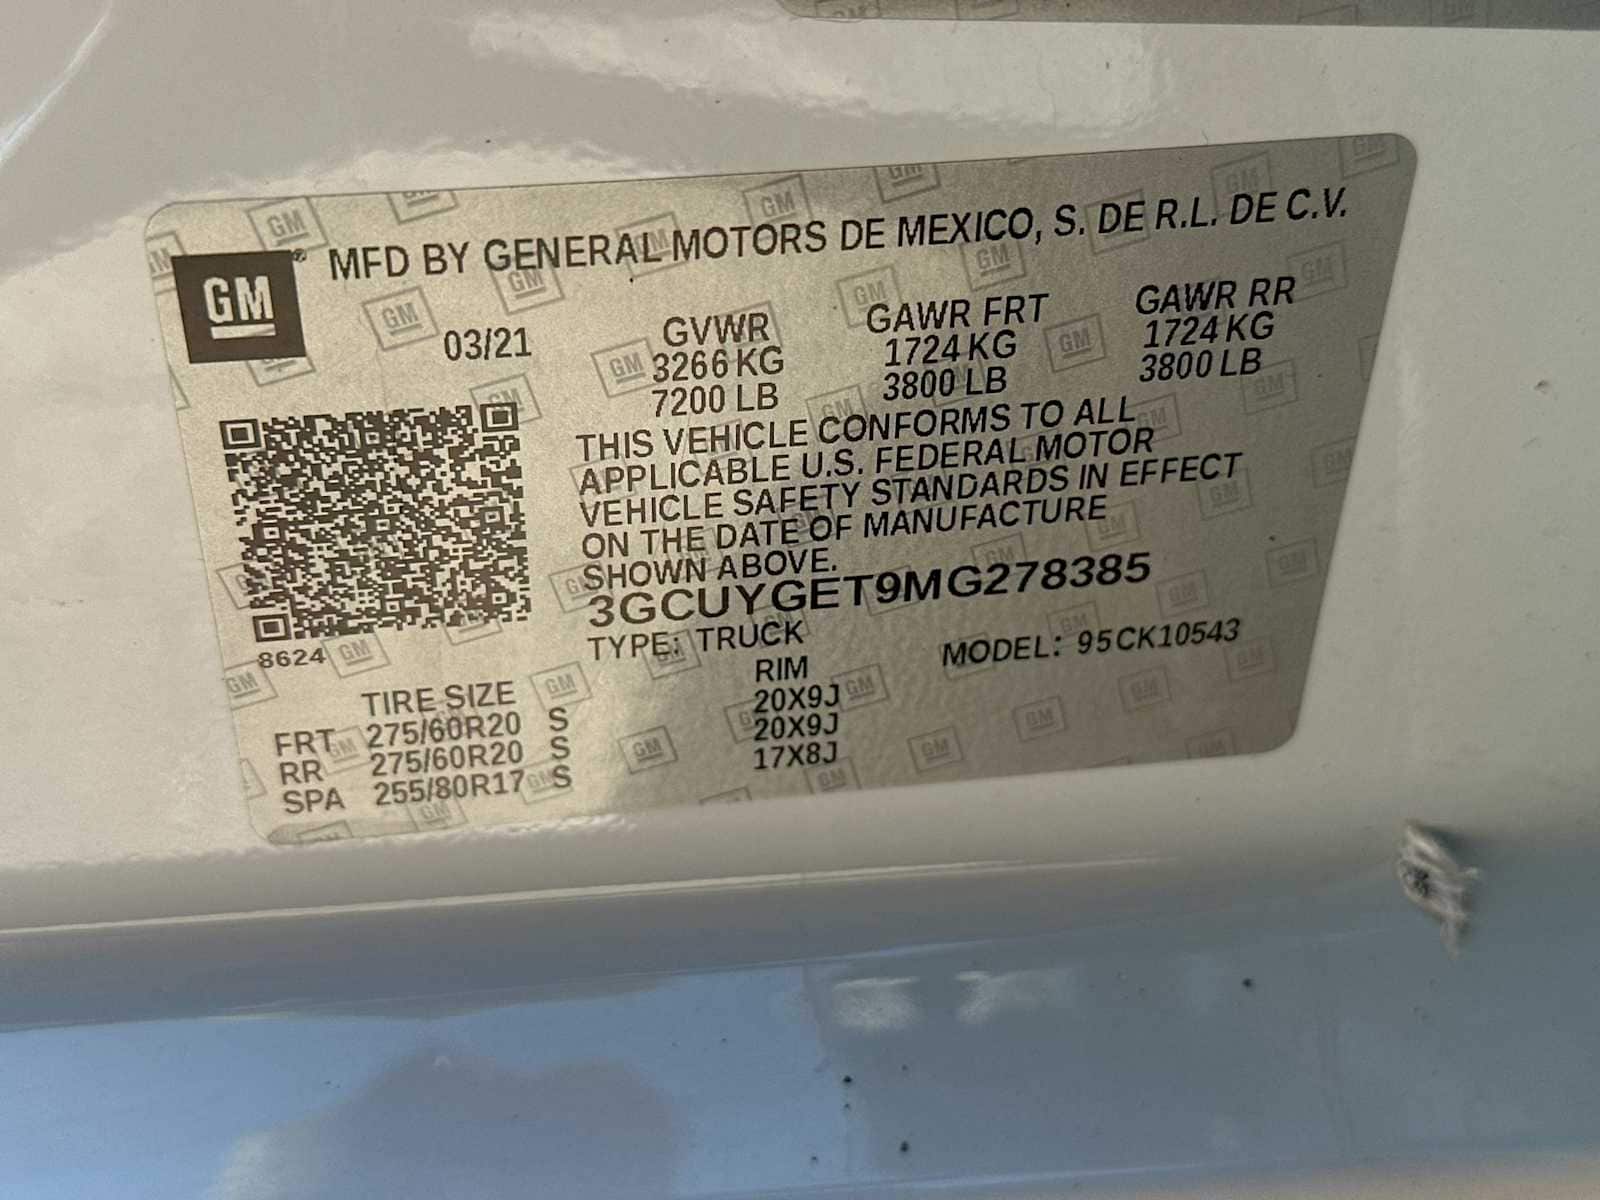 GM
MFD BY GENERAL MOTORS DE MEXICO, S. DE R.L. DE C.V.
03/21
GVWR GAWR FRT GAWR RR
3266 KG 1724 KG 1724 KG
7200 LB 3800 LB 3800 LB
THIS VEHICLE CONFORMS TO ALL
APPLICABLE U.S. FEDERAL MOTOR
VEHICLE SAFETY STANDARDS IN EFFECT
ON THE DATE OF MANUFACTURE
SHOWN ABOVE.
3GCUYGET9MG278385
8624
TYPE: TRUCK MODEL: 95CK10543
TIRE SIZE RIM
FRT 275/60R20 S 20X9J
RR 275/60R20 S 20X9J
SPA 255/80R17 S 17X8J